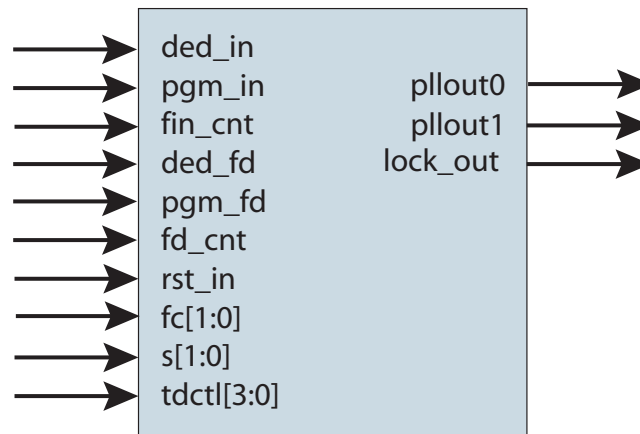 ded_in
pgm_in
fin_cnt
ded_fd
pgm_fd
fd_cnt
rst_in
fc[1:0]
s[1:0]
tdctl[3:0]
pllout0
pllout1
lock_out